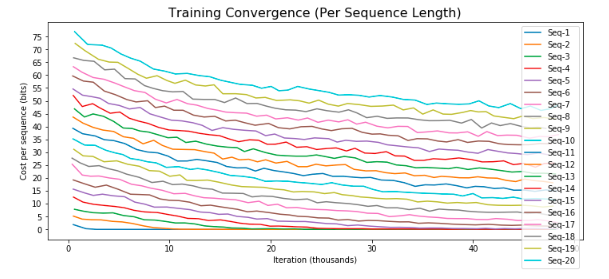 Training Convergence (Per Sequence Length)
Cost per sequence (bits)
75
70
65
60
55
50
45
40
35
30
25
20
15
10
5
0
0
10
20
30
40
50
Iteration (thousands)
Seq-1
Seq-2
Seq-3
Seq-4
Seq-5
Seq-6
Seq-7
Seq-8
Seq-9
Seq-10
Seq-11
Seq-12
Seq-13
Seq-14
Seq-15
Seq-16
Seq-17
Seq-18
Seq-19
Seq-20